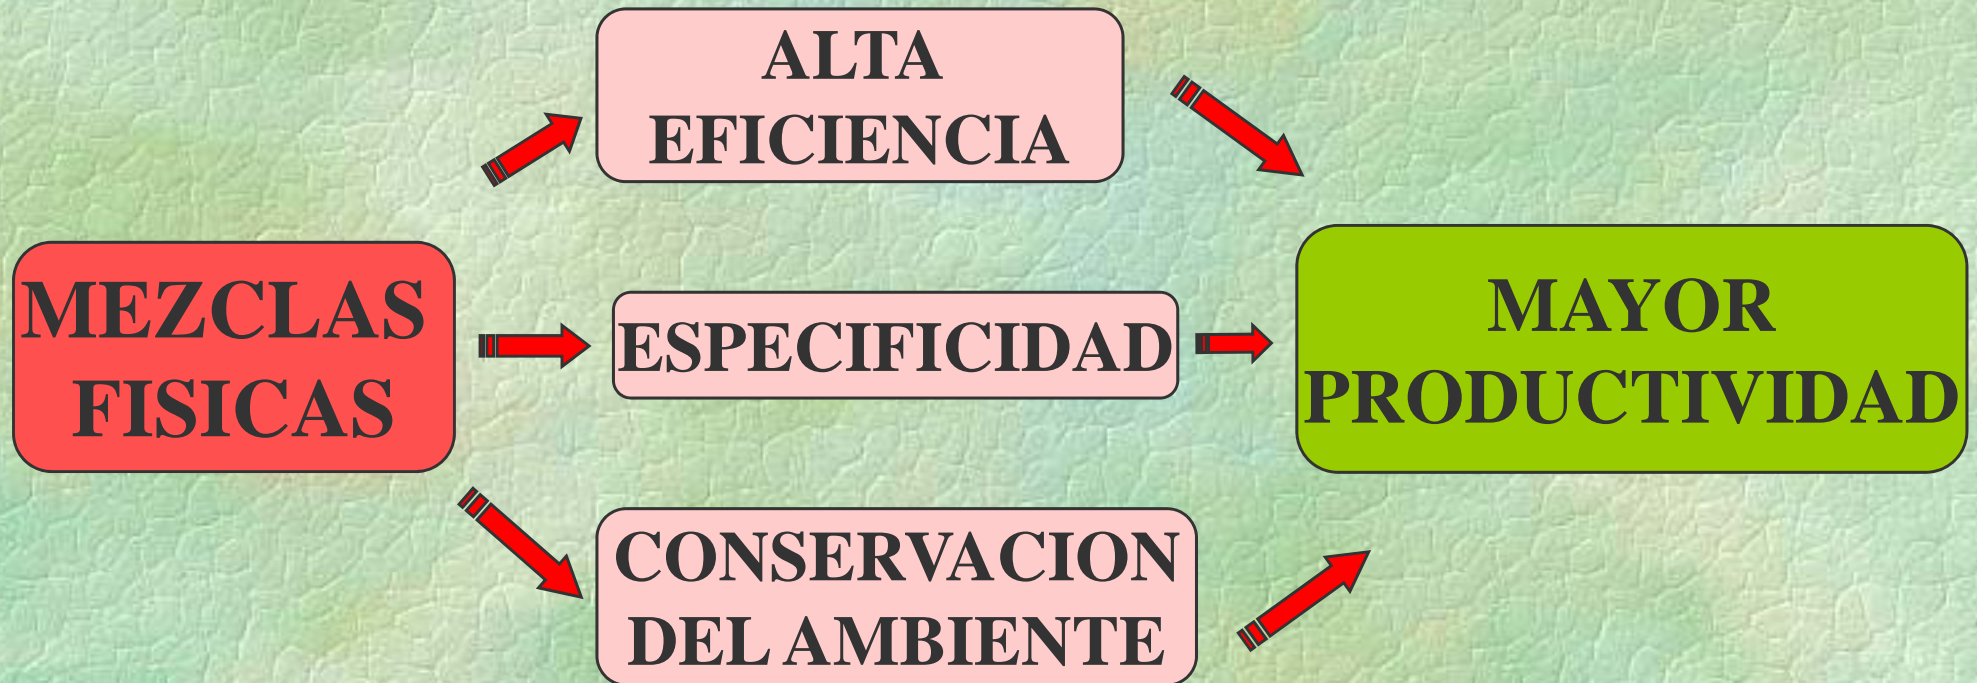 ALTA
EFICIENCIA
MEZCLAS
FISICAS
ESPECIFICIDAD
MAYOR
PRODUCTIVIDAD
CONSERVACION
DEL AMBIENTE